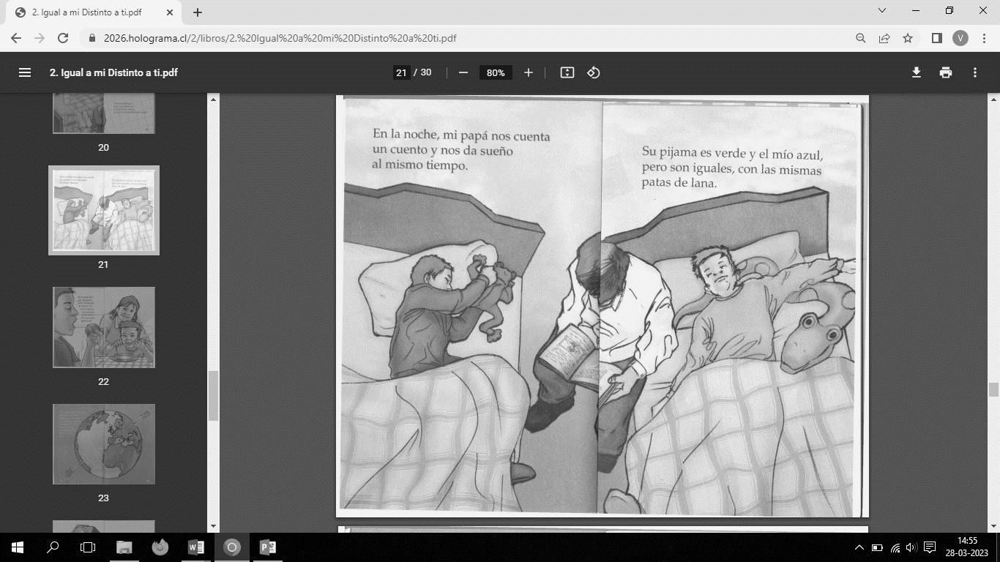 2. Igual a mi Distinto a ti.pdf
2026.holograma.cl/2/libros/2.%20Igual%20a%20mi%20Distinto%20a%20ti.pdf
V
2. Igual a mi Distinto a ti.pdf
21 / 30
80%
20
21
22
23
En la noche, mi papá nos cuenta
un cuento y nos da sueño
al mismo tiempo.
Su pijama es verde y el mío azul,
pero son iguales, con las mismas
patas de lana.
14:55
28-03-2023